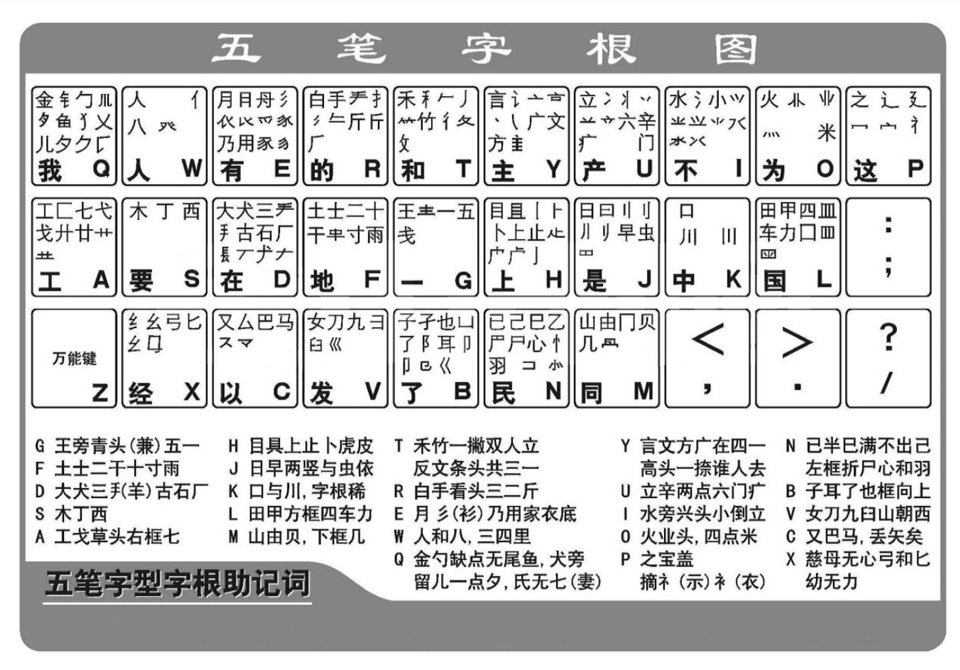 五笔字根图
金钅勹
鱼犭乂
儿夕
我 Q
人 亻
八
人 W
月目丹彡
衣
乃用家豕
有 E
白手扌
斤
厂
的 R
禾
竹彳夂
攵
和 T
言讠亠
丶广文
方
主 Y
立冫丬
六辛
疒 门
产 U
水氵小
不 I
火 业
灬 米
为 O
之辶廴
冖宀礻
这 P
工匚七弋
戈廾廿艹
工 A
木丁西
要 S
大犬三
古石厂
在 D
土士二十
干寸雨
地 F
王一五
戋
一 G
目且丨卜
卜上止
上 H
日曰刂
早虫
是 J
口
川
中 K
田甲四皿
车力囗
国 L
:
;
万能键
Z
纟幺弓匕
经 X
又厶巴马
以 C
女刀九彐
臼巛
发 V
子孑也凵
了阝耳卩
了 B
已己巳乙
尸心忄
羽
民 N
山由冂贝
几
同 M
<
,
>
.
?
/
G 王旁青头(兼)五一
F 土士二干十寸雨
D 大犬三(羊)古石厂
S 木丁西
A 工戈草头右框七
H 目具上止卜虎皮
J 日早两竖与虫依
K 口与川,字根稀
L 田甲方框四车力
M 山由贝,下框几
T 禾竹一撇双人立
反文条头共三一
R 白手看头三二斤
E 月彡(衫)乃用家衣底
W 人和八,三四里
Q 金勺缺点无尾鱼,犬旁
留儿一点夕,氏无七(妻)
Y 言文方广在四一
高头一捺谁人去
U 立辛两点六门疒
I 水旁兴头小倒立
O 火业头,四点米
P 之宝盖
摘礻(示)衤(衣)
N 已半巳满不出己
左框折尸心和羽
B 子耳了也框向上
V 女刀九臼山朝西
C 又巴马,丢矢矣
X 慈母无心弓和匕
幼无力
五笔字型字根助记词